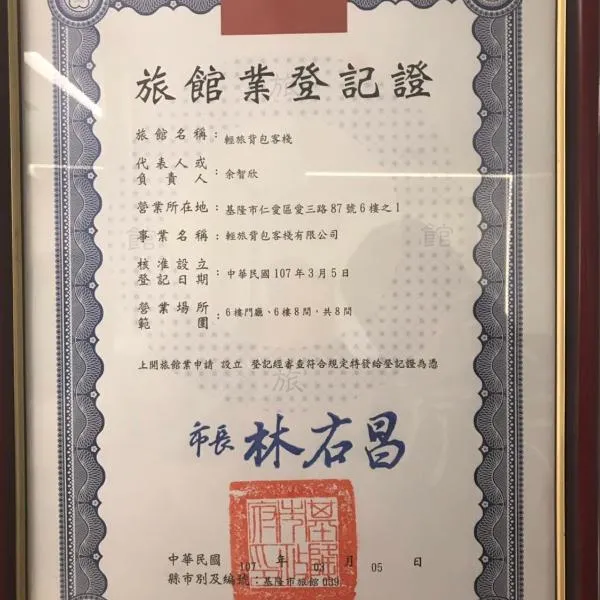 旅館業登記證
旅館名稱：輕旅背包客棧
代表人或
負責人：余智欣
營業所在地：基隆市仁愛區愛三路87號6樓之1
事業名稱：輕旅背包客棧有限公司
核准設立
登記日期：中華民國107年3月5日
營業場所
範圍：6樓門廳、6樓8間，共8間
上開旅館業申請 設立 登記經審查符合規定特發給登記證為憑
市長 林右昌
中華民國 107 年 03 月 05 日
縣市別及編號：基隆市旅館039